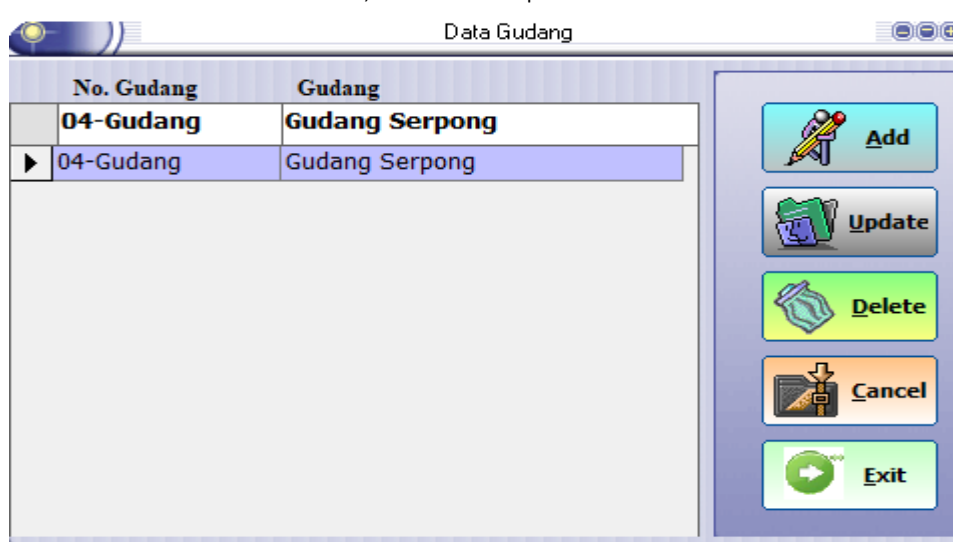 Data Gudang
No. Gudang Gudang
04-Gudang Gudang Serpong
04-Gudang Gudang Serpong
Add
Update
Delete
Cancel
Exit